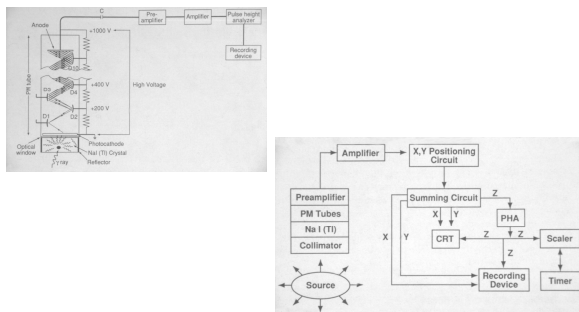 C
Anode
Pre-
amplifier
Amplifier
Pulse height
analyzer
+1000 V
Recording
device
D10
PM tube
D3
D4
+400 V
High Voltage
+200 V
D1
D2
Optical
window
Photocathode
NaI (Tl) Crystal
Reflector
γ ray
Amplifier
X,Y Positioning
Circuit
Preamplifier
PM Tubes
Na I (Tl)
Collimator
Summing Circuit
Z
PHA
X
Y
X
Y
CRT
Z
Z
Z
Scaler
Source
Recording
Device
Timer